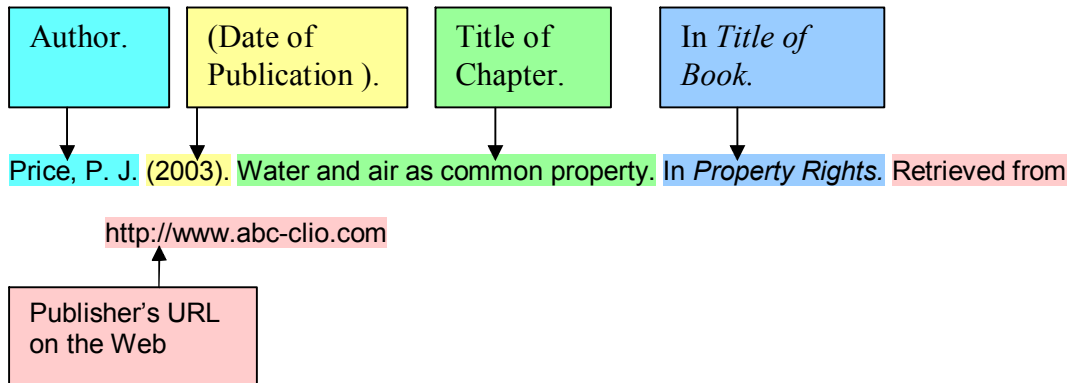 Author.
(Date of
Publication ).
Title of
Chapter.
In Title of
Book.
Price, P. J. (2003). Water and air as common property. In Property Rights. Retrieved from
http://www.abc-clio.com
Publisher’s URL
on the Web